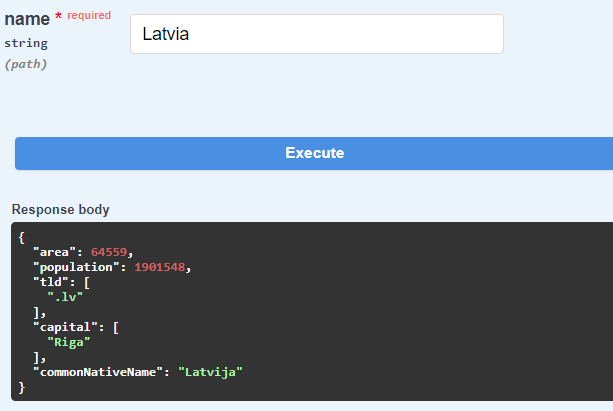 name * required
string
(path)
Latvia
Execute
Response body
{
  "area": 64559,
  "population": 1901548,
  "tld": [
    ".lv"
  ],
  "capital": [
    "Riga"
  ],
  "commonNativeName": "Latvija"
}